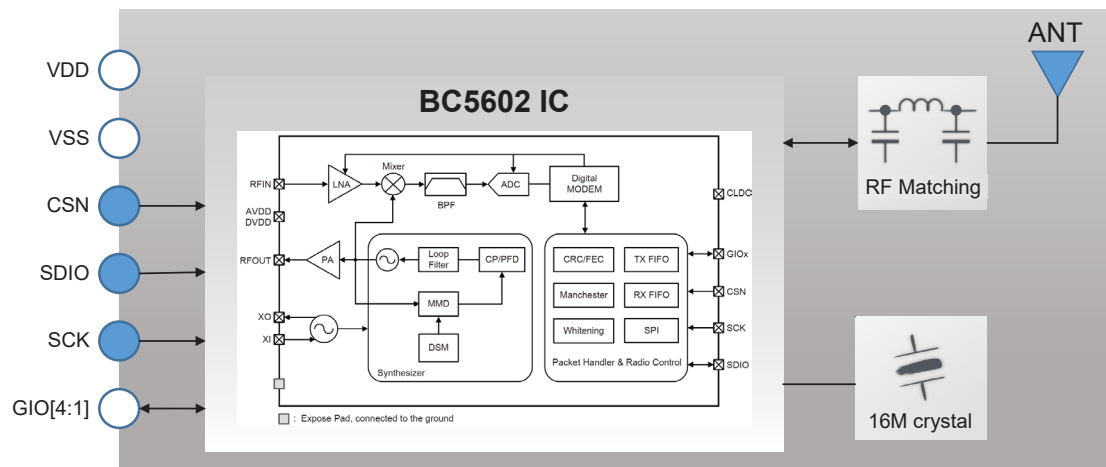 ANT
VDD
VSS
CSN
SDIO
SCK
GIO[4:1]
BC5602 IC
RFIN
AVDD
DVDD
RFOUT
XO
XI
LNA
Mixer
BPF
ADC
Digital
MODEM
PA
Loop
Filter
CP/PFD
MMD
DSM
Synthesizer
CRC/FEC
TX FIFO
Manchester
RX FIFO
Whitening
SPI
Packet Handler & Radio Control
CLDC
GIOx
CSN
SCK
SDIO
: Expose Pad, connected to the ground
RF Matching
16M crystal